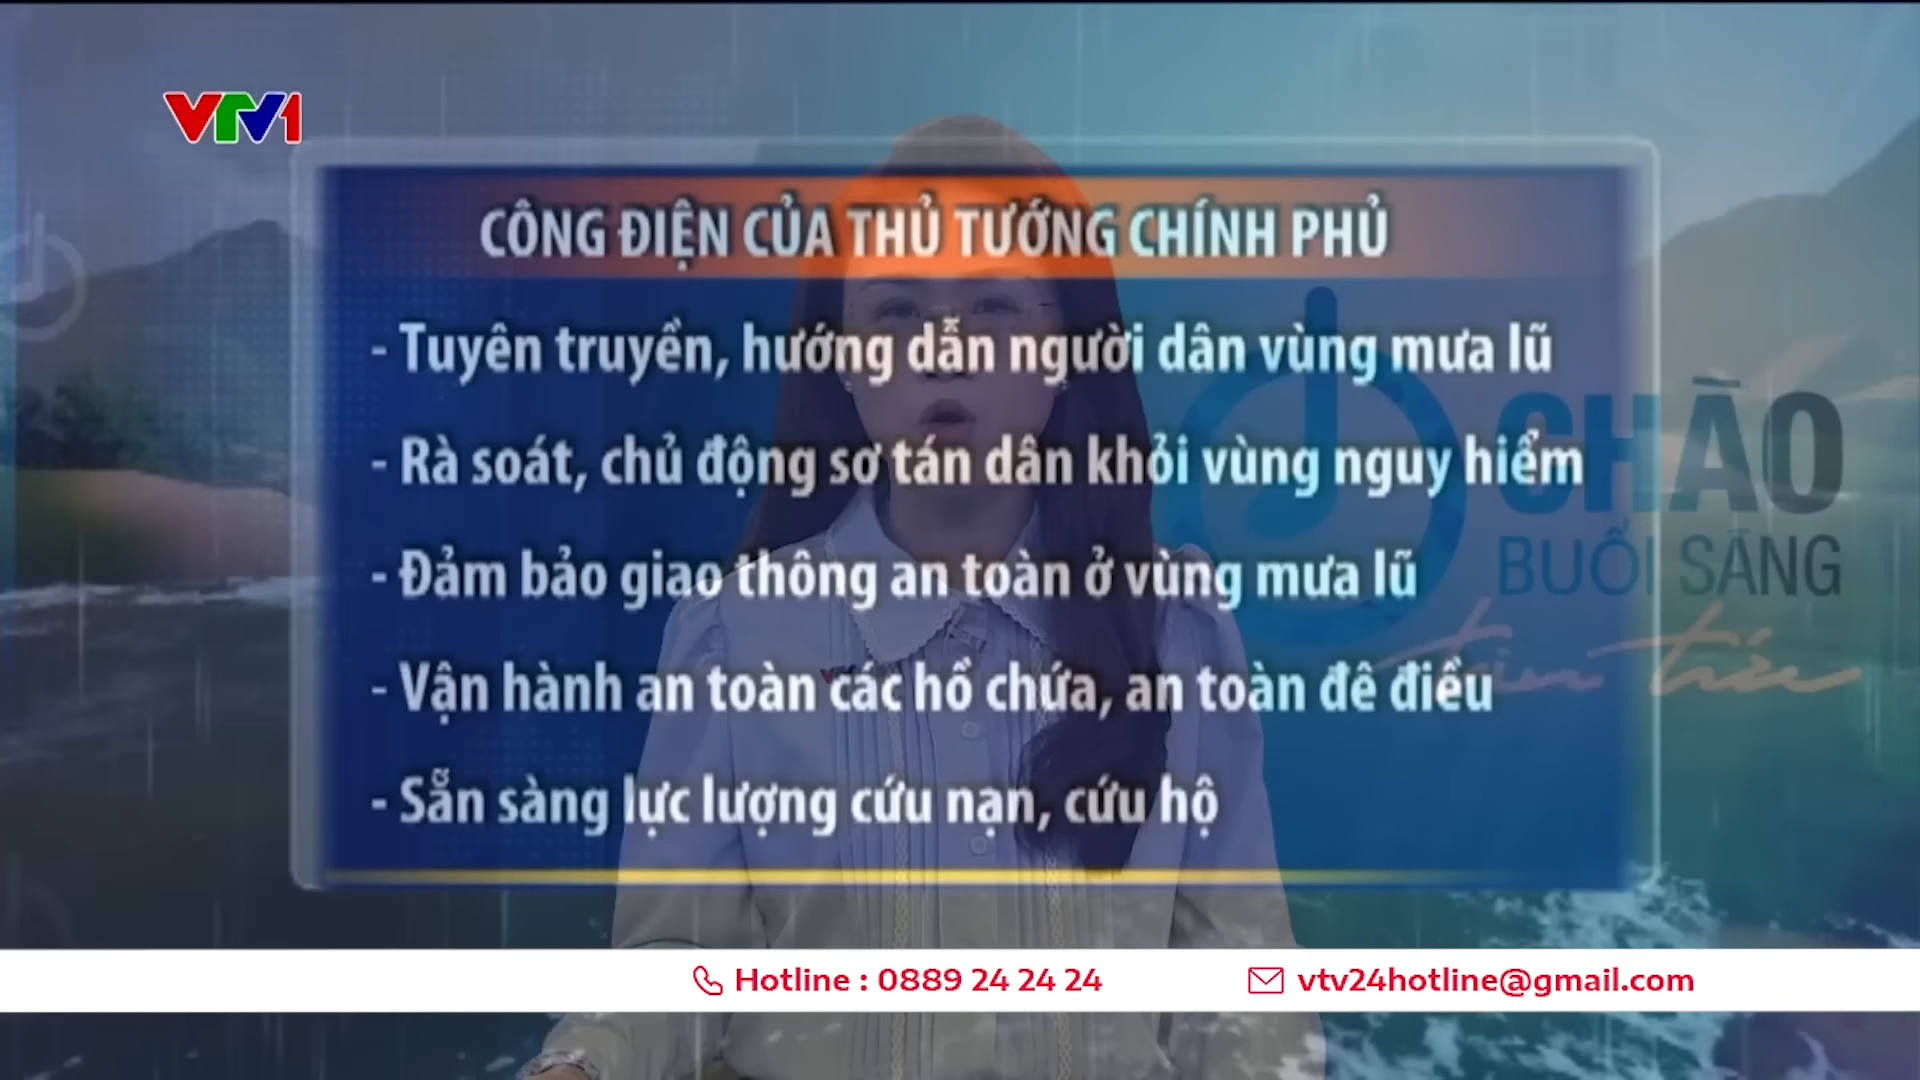 VTV1
CÔNG ĐIỆN CỦA THỦ TƯỚNG CHÍNH PHỦ
- Tuyên truyền, hướng dẫn người dân vùng mưa lũ
- Rà soát, chủ động sơ tán dân khỏi vùng nguy hiểm
- Đảm bảo giao thông an toàn ở vùng mưa lũ
- Vận hành an toàn các hồ chứa, an toàn đê điều
- Sẵn sàng lực lượng cứu nạn, cứu hộ
CHÀO
BUỔI SÁNG
tin tức
Hotline : 0889 24 24 24
vtv24hotline@gmail.com